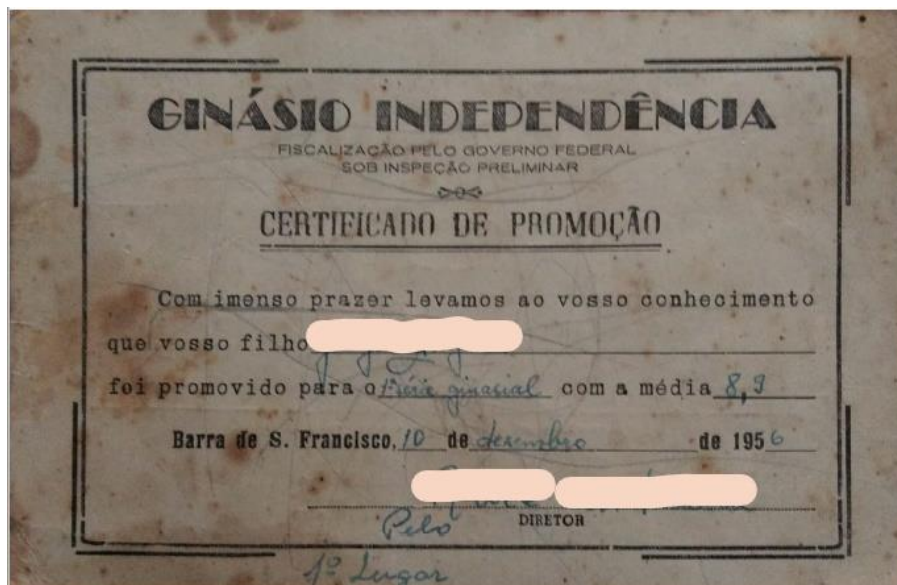 GINÁSIO INDEPENDÊNCIA
FISCALIZAÇÃO PELO GOVERNO FEDERAL
SOB INSPEÇÃO PRELIMINAR
CERTIFICADO DE PROMOÇÃO
Com imenso prazer levamos ao vosso conhecimento
que vosso filho
foi promovido para o 1ª série ginasial com a média 8,9
Barra de S. Francisco, 10 de dezembro de 1956
Pelo DIRETOR
1º Lugar